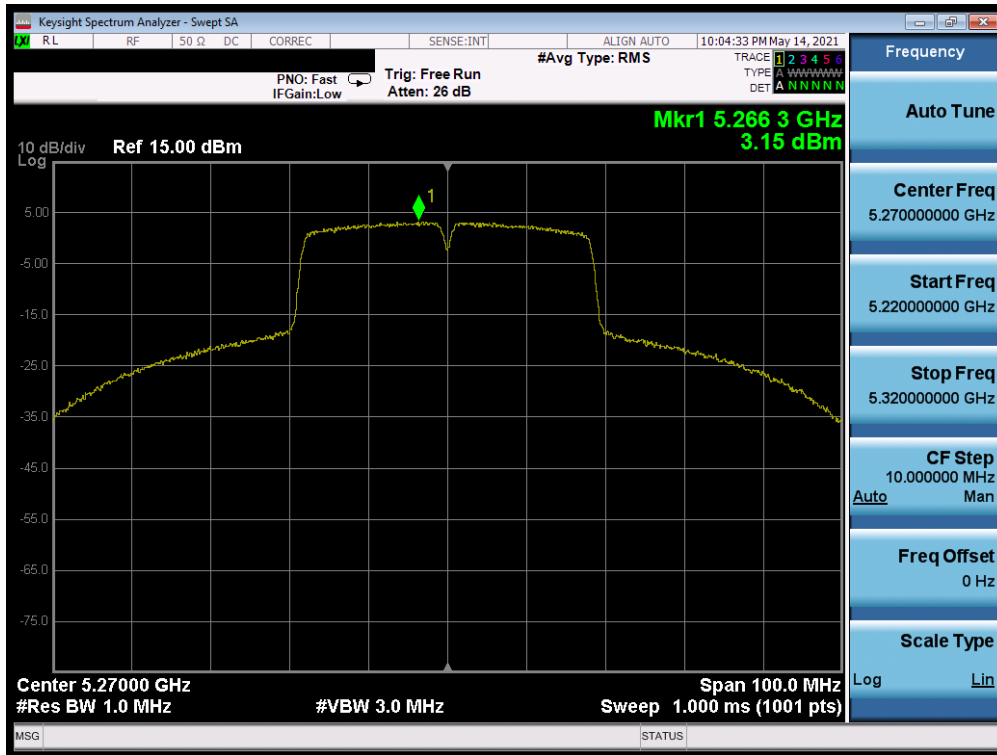 Keysight Spectrum Analyzer - Swept SA
LXI RL RF 50 Ω DC CORREC SENSE:INT ALIGN AUTO 10:04:33 PM May 14, 2021
#Avg Type: RMS
TRACE 1 2 3 4 5 6
TYPE A WWWWW
DET A N N N N N
PNO: Fast
IFGain:Low
Trig: Free Run
Atten: 26 dB
Mkr1 5.266 3 GHz
3.15 dBm
10 dB/div Ref 15.00 dBm
Log
1
5.00
-5.00
-15.0
-25.0
-35.0
-45.0
-55.0
-65.0
-75.0
Center 5.27000 GHz Span 100.0 MHz
#Res BW 1.0 MHz #VBW 3.0 MHz Sweep 1.000 ms (1001 pts)
MSG STATUS
Frequency
Auto Tune
Center Freq
5.270000000 GHz
Start Freq
5.220000000 GHz
Stop Freq
5.320000000 GHz
CF Step
10.000000 MHz
Auto Man
Freq Offset
0 Hz
Scale Type
Log Lin